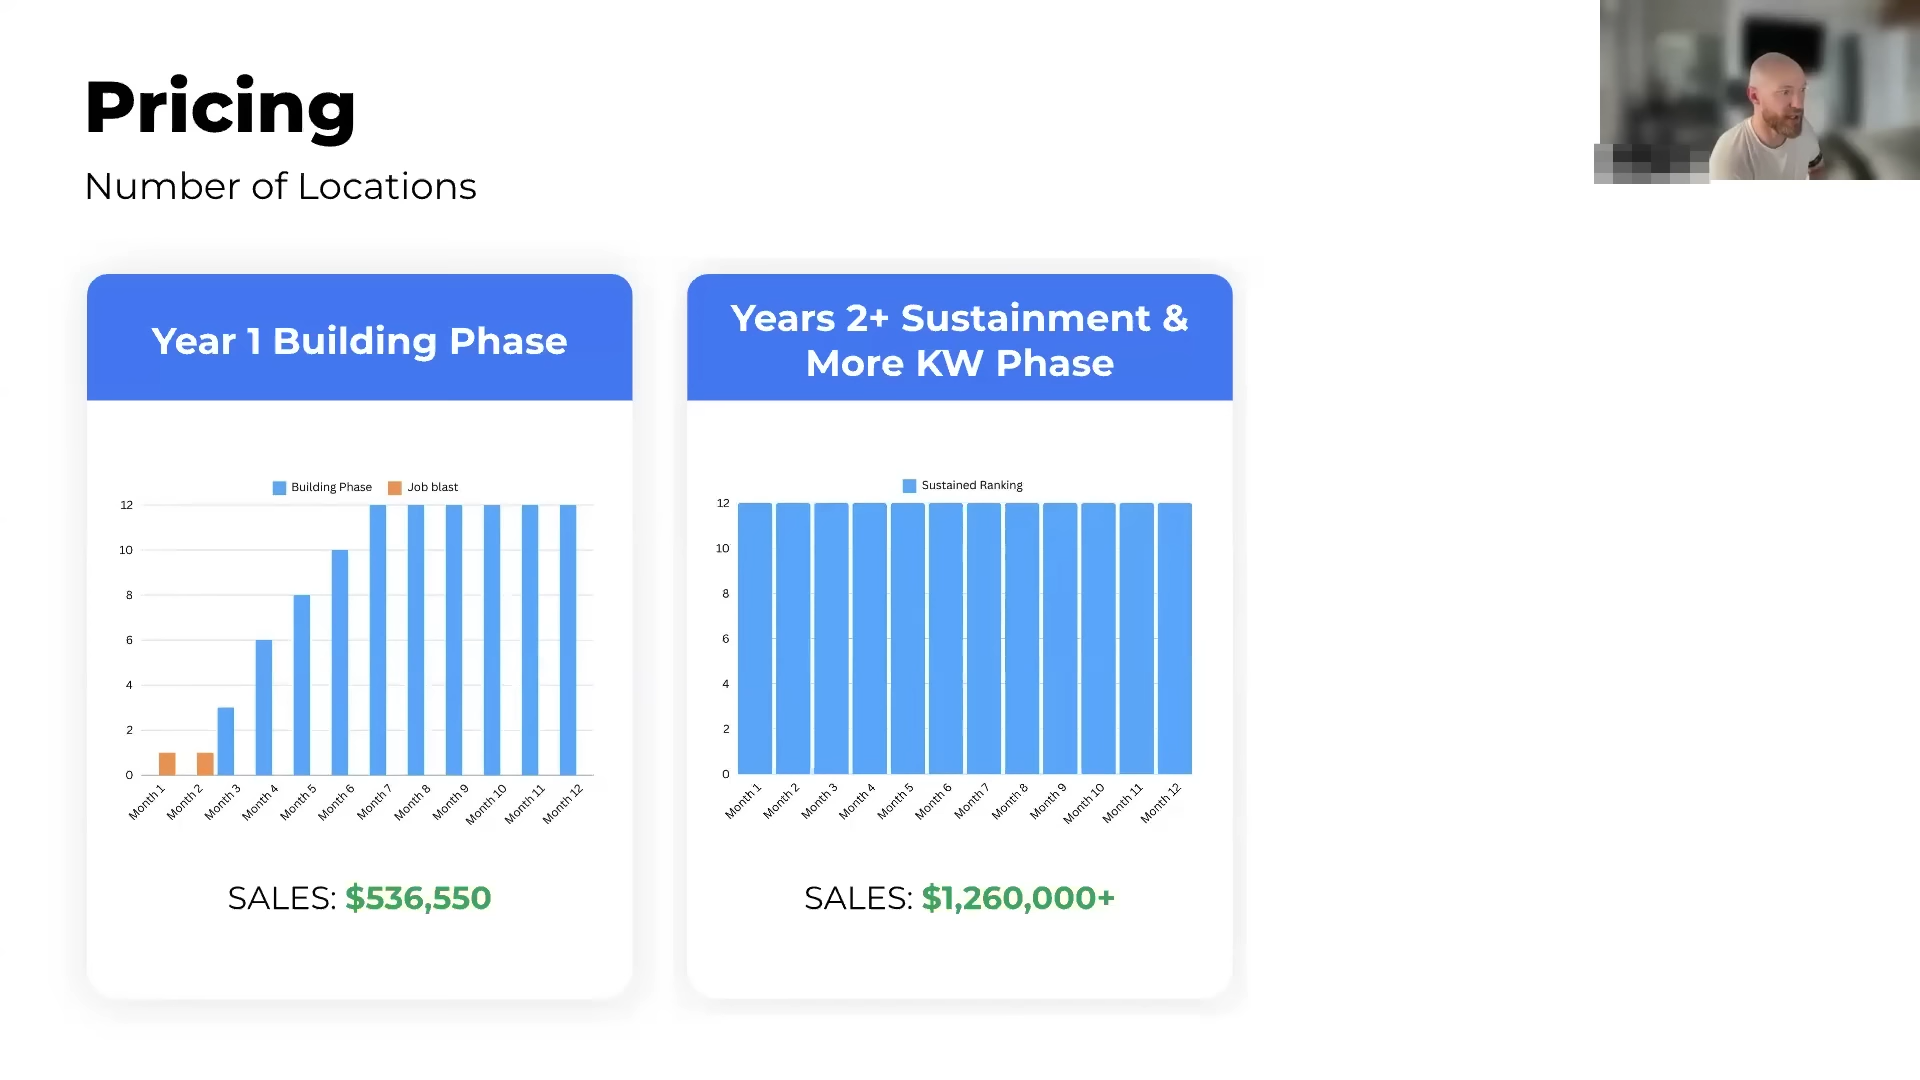 Pricing
Number of Locations
Year 1 Building Phase
Building Phase Job blast
12
10
8
6
4
2
0
Month 1 Month 2 Month 3 Month 4 Month 5 Month 6 Month 7 Month 8 Month 9 Month 10 Month 11 Month 12
SALES: $536,550
Years 2+ Sustainment &
More KW Phase
Sustained Ranking
12
10
8
6
4
2
0
Month 1 Month 2 Month 3 Month 4 Month 5 Month 6 Month 7 Month 8 Month 9 Month 10 Month 11 Month 12
SALES: $1,260,000+